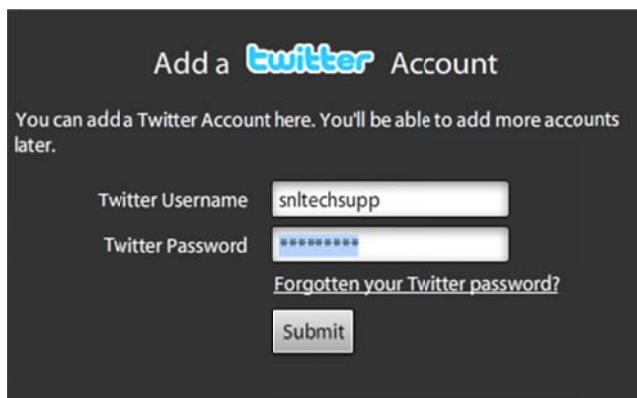 Add a twitter Account
You can add a Twitter Account here. You'll be able to add more accounts
later.
Twitter Username snltechsupp
Twitter Password *********
Forgotten your Twitter password?
Submit